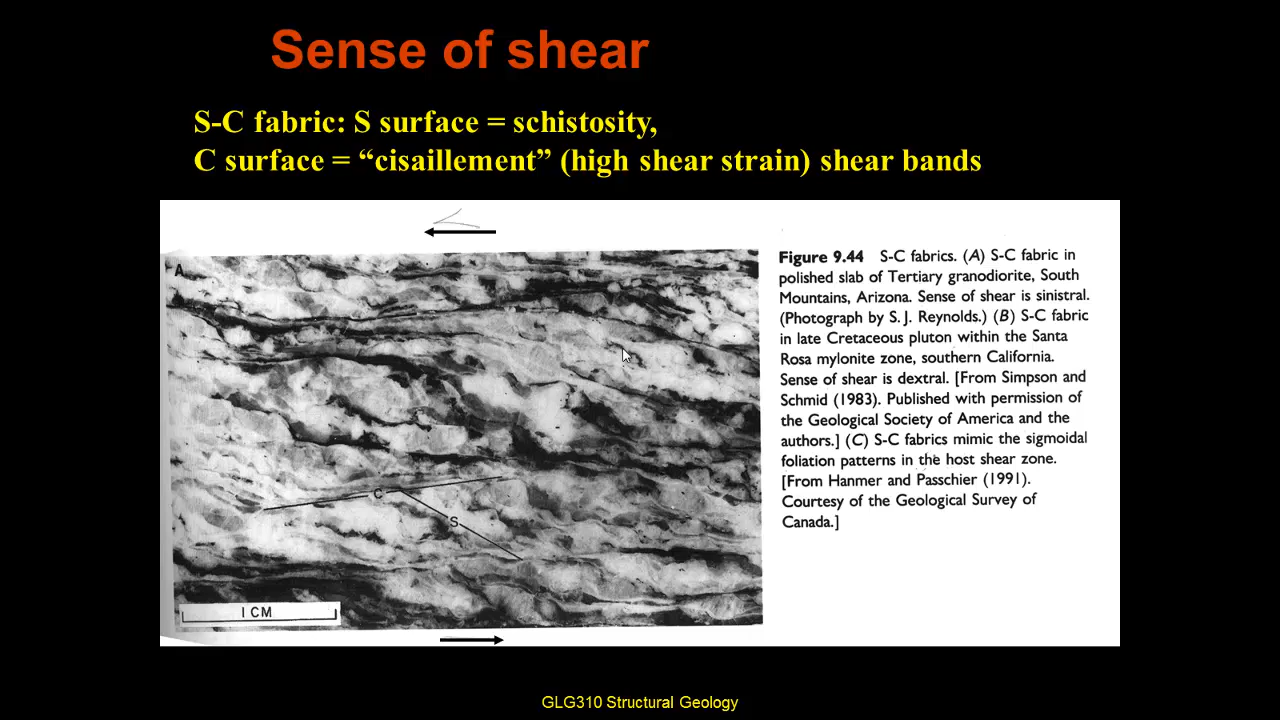 Sense of shear
S-C fabric: S surface = schistosity,
C surface = “cisaillement” (high shear strain) shear bands
A
C
S
1 CM
Figure 9.44 S-C fabrics. (A) S-C fabric in
polished slab of Tertiary granodiorite, South
Mountains, Arizona. Sense of shear is sinistral.
(Photograph by S. J. Reynolds.) (B) S-C fabric
in late Cretaceous pluton within the Santa
Rosa mylonite zone, southern California.
Sense of shear is dextral. [From Simpson and
Schmid (1983). Published with permission of
the Geological Society of America and the
authors.] (C) S-C fabrics mimic the sigmoidal
foliation patterns in the host shear zone.
[From Hanmer and Passchier (1991).
Courtesy of the Geological Survey of
Canada.]
GLG310 Structural Geology